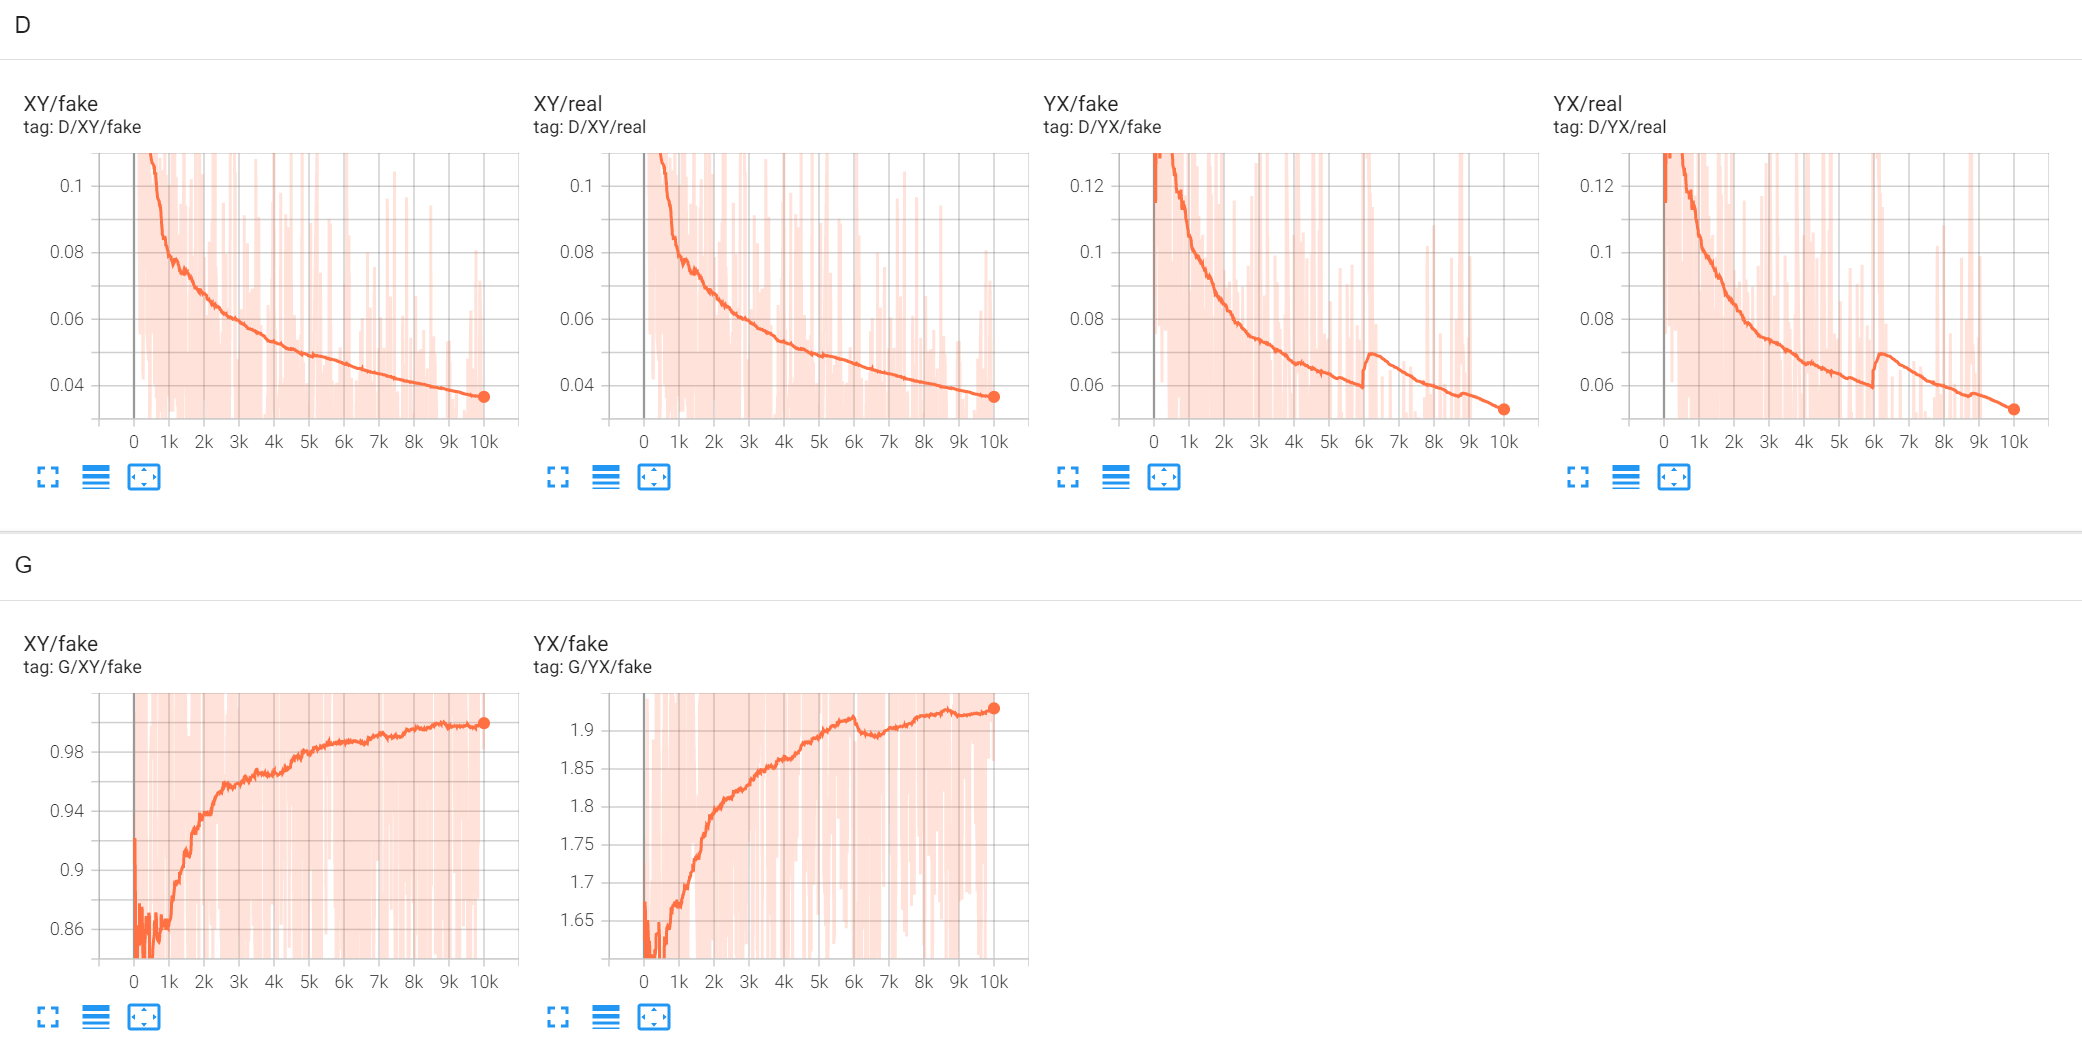 D
XY/fake
tag: D/XY/fake
0.1
0.08
0.06
0.04
0 1k 2k 3k 4k 5k 6k 7k 8k 9k 10k
XY/real
tag: D/XY/real
0.1
0.08
0.06
0.04
0 1k 2k 3k 4k 5k 6k 7k 8k 9k 10k
YX/fake
tag: D/YX/fake
0.12
0.1
0.08
0.06
0 1k 2k 3k 4k 5k 6k 7k 8k 9k 10k
YX/real
tag: D/YX/real
0.12
0.1
0.08
0.06
0 1k 2k 3k 4k 5k 6k 7k 8k 9k 10k
G
XY/fake
tag: G/XY/fake
0.98
0.94
0.9
0.86
0 1k 2k 3k 4k 5k 6k 7k 8k 9k 10k
YX/fake
tag: G/YX/fake
1.9
1.85
1.8
1.75
1.7
1.65
0 1k 2k 3k 4k 5k 6k 7k 8k 9k 10k